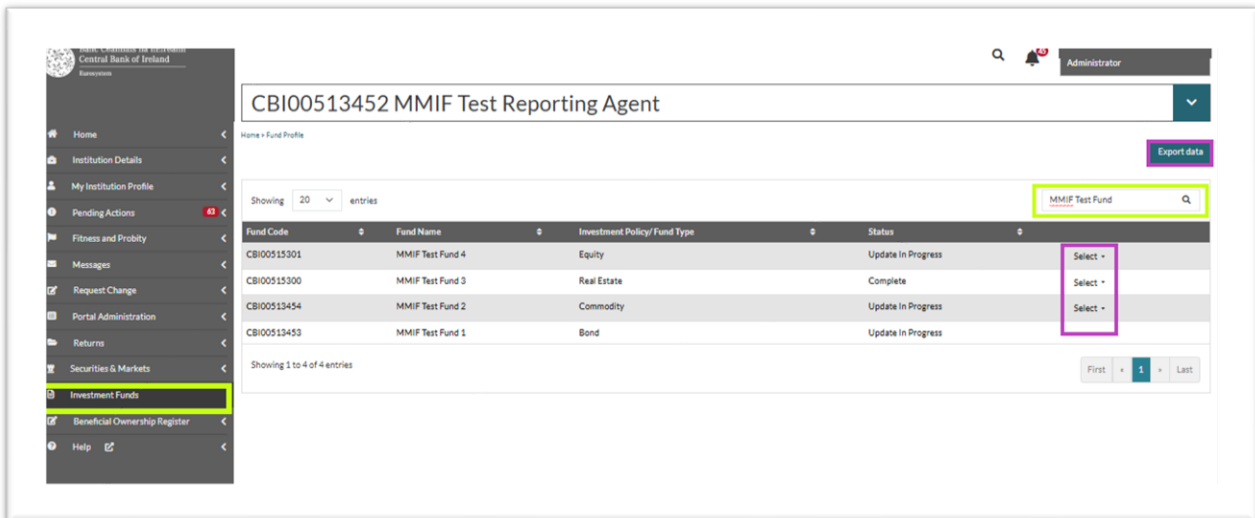 Central Bank of Ireland
Eurosystem
43
Administrator
CBI00513452 MMIF Test Reporting Agent
Home > Fund Profile
Export data
Home
Institution Details
My Institution Profile
Pending Actions 63
Fitness and Probity
Messages
Request Change
Portal Administration
Returns
Securities & Markets
Investment Funds
Beneficial Ownership Register
Help
Showing 20 entries
MMIF Test Fund
Fund Code Fund Name Investment Policy/ Fund Type Status
CBI00515301 MMIF Test Fund 4 Equity Update In Progress Select
CBI00515300 MMIF Test Fund 3 Real Estate Complete Select
CBI00513454 MMIF Test Fund 2 Commodity Update In Progress Select
CBI00513453 MMIF Test Fund 1 Bond Update In Progress
Showing 1 to 4 of 4 entries
First « 1 » Last